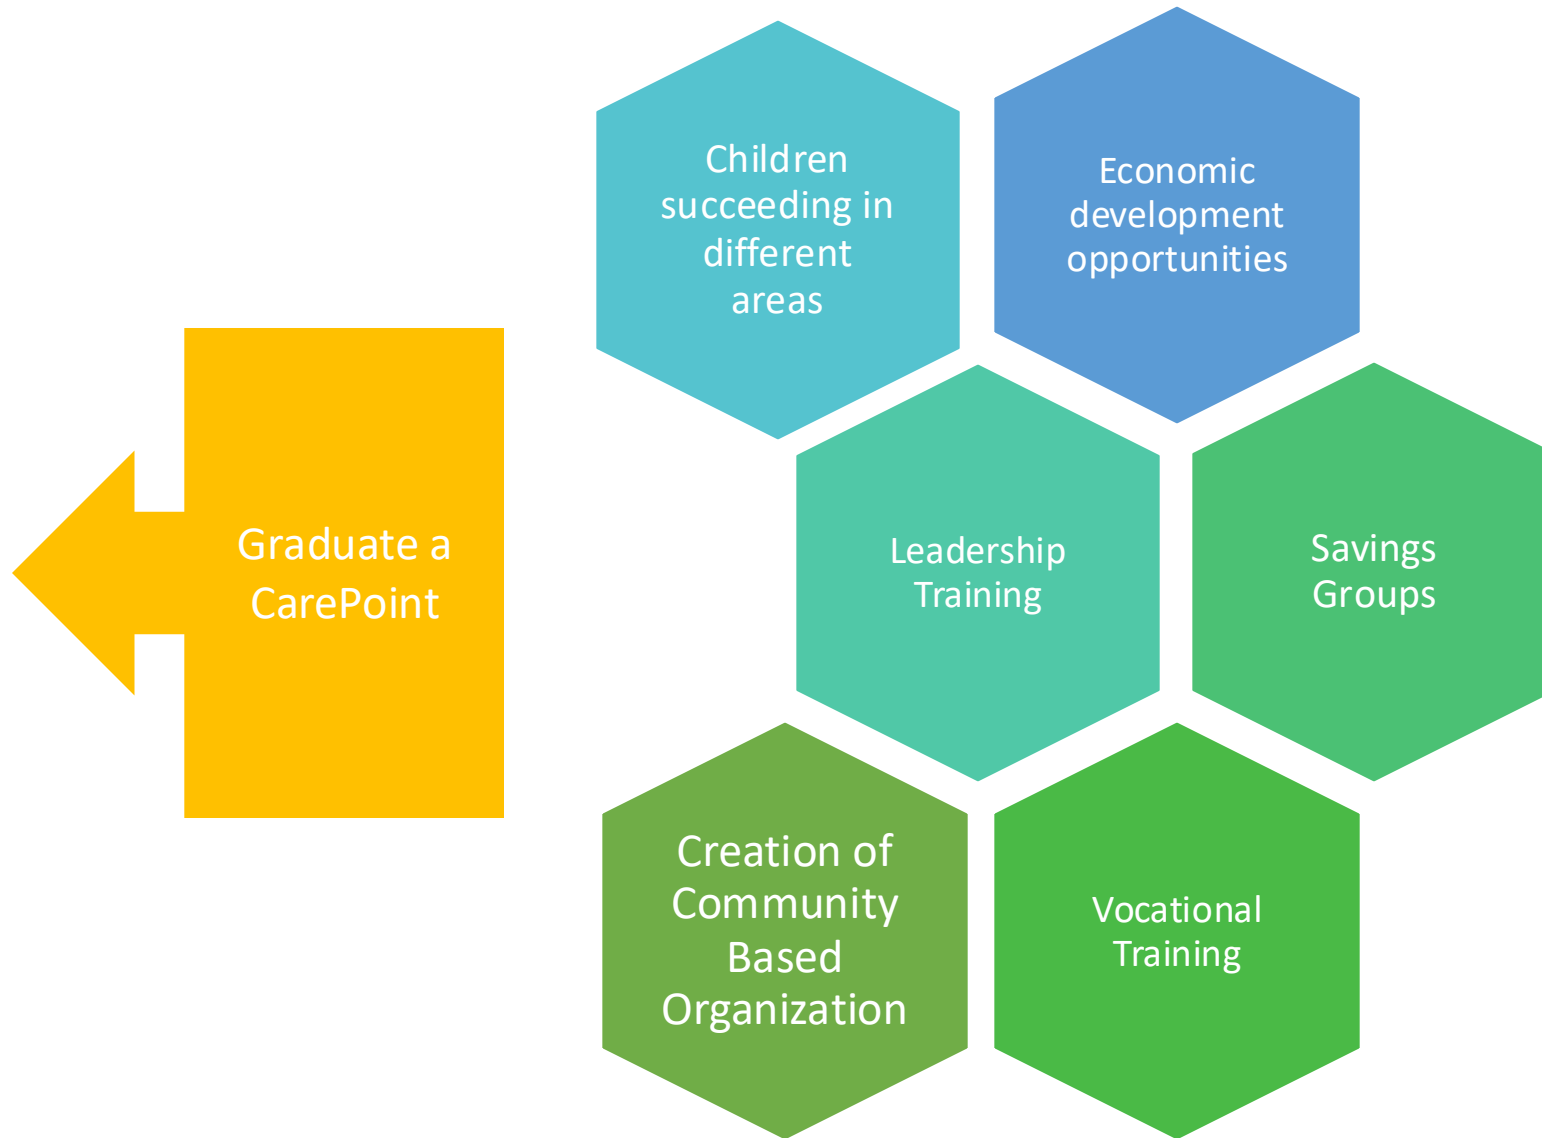 Children
succeeding in
different
areas
Economic
development
opportunities
Graduate a
CarePoint
Leadership
Training
Savings
Groups
Creation of
Community
Based
Organization
Vocational
Training